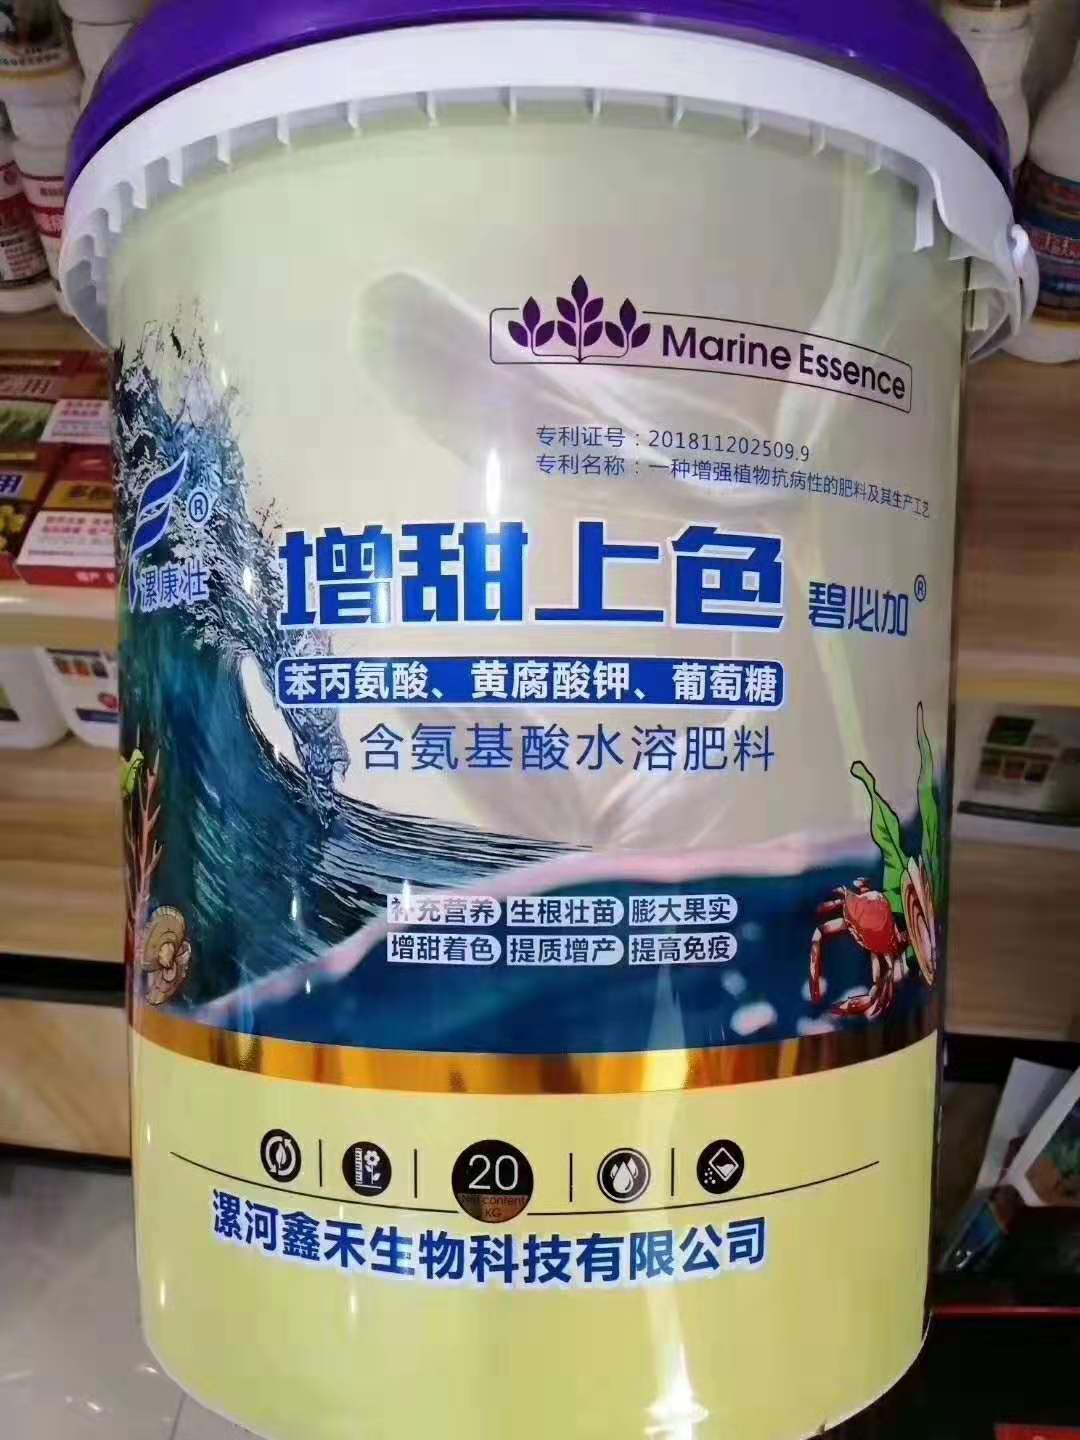 Marine Essence
专利证号：201811202509.9
专利名称：一种增强植物抗病性的肥料及其生产工艺
®
漯康壮
增甜上色 碧必加®
苯丙氨酸、黄腐酸钾、葡萄糖
含氨基酸水溶肥料
补充营养 生根壮苗 膨大果实
增甜着色 提质增产 提高免疫
20
Net content
KG
漯河鑫禾生物科技有限公司